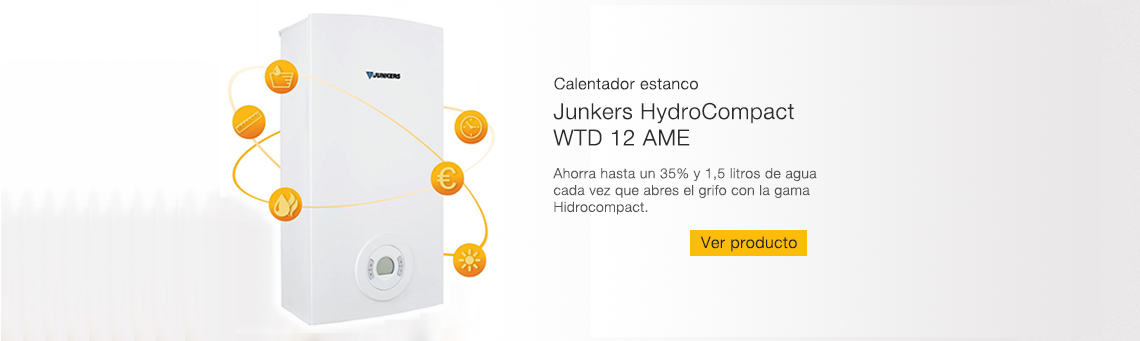 JUNKERS
Calentador estanco
Junkers HydroCompact
WTD 12 AME
Ahorra hasta un 35% y 1,5 litros de agua
cada vez que abres el grifo con la gama
Hidrocompact.
Ver producto